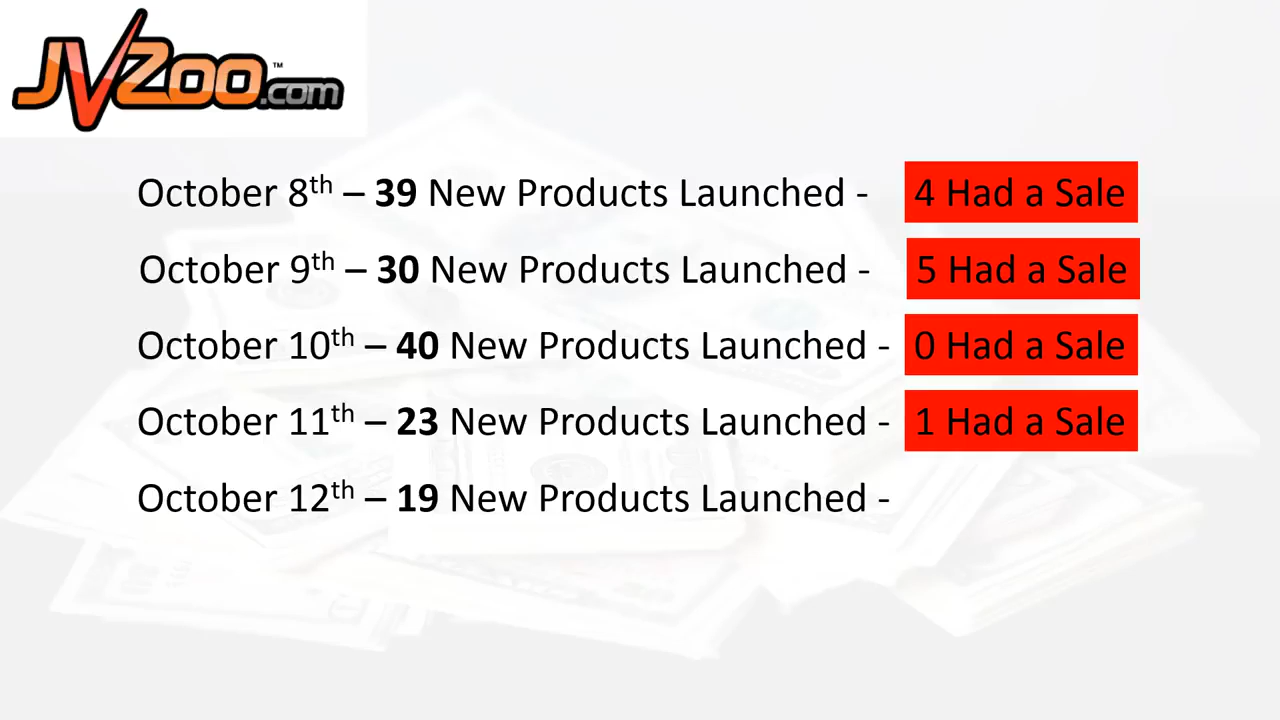 JVZoo.com™
October 8th – 39 New Products Launched - 4 Had a Sale
October 9th – 30 New Products Launched - 5 Had a Sale
October 10th – 40 New Products Launched - 0 Had a Sale
October 11th – 23 New Products Launched - 1 Had a Sale
October 12th – 19 New Products Launched -